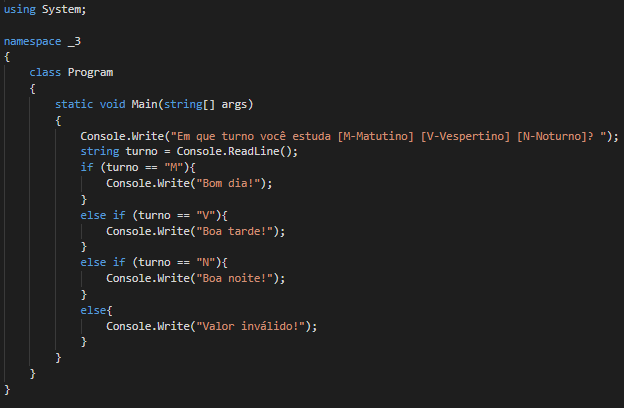 using System;
namespace _3
{
class Program
{
static void Main(string[] args)
{
Console.Write("Em que turno você estuda [M-Matutino] [V-Vespertino] [N-Noturno]? ");
string turno = Console.ReadLine();
if (turno == "M"){
Console.Write("Bom dia!");
}
else if (turno == "V"){
Console.Write("Boa tarde!");
}
else if (turno == "N"){
Console.Write("Boa noite!");
}
else{
Console.Write("Valor inválido!");
}
}
}
}